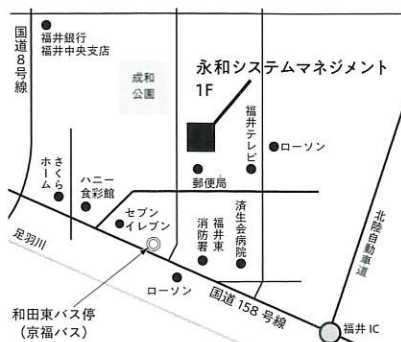 国道8号線
福井銀行
福井中央支店
成和
公園
永和システムマネジメント
1F
福井テレビ
ローソン
郵便局
さくら
ホーム
ハニー
食彩館
セブン
イレブン
福井東
消防署
済生会病院
北陸自動車道
足羽川
ローソン
国道158号線
和田東バス停
(京福バス)
福井IC